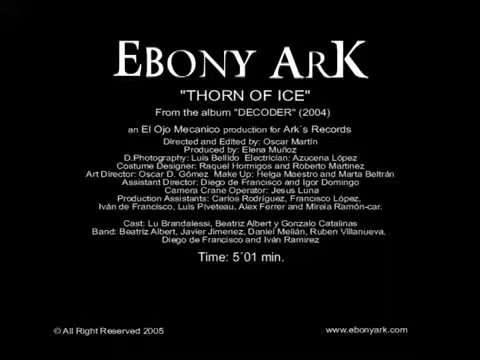 EBONY ARK
"THORN OF ICE"
From the album "DECODER" (2004)
an El Ojo Mecanico production for Ark´s Records
Directed and Edited by: Oscar Martín
Produced by: Elena Muñoz
D.Photography: Luis Bellido Electrician: Azucena López
Costume Designer: Raquel Hormigos and Roberto Martinez
Art Director: Oscar D. Gómez Make Up: Helga Maestro and Marta Beltrán
Assistant Director: Diego de Francisco and Igor Domingo
Camera Crane Operator: Jesus Luna
Production Assistants: Carlos Rodríguez, Francisco López,
Iván de Francisco, Luis Piveteau, Alex Ferrer and Mireia Ramón-car.
Cast: Lu Brandalessi, Beatriz Albert y Gonzalo Catalinas
Band: Beatriz Albert, Javier Jimenez, Daniel Melián, Ruben Villanueva,
Diego de Francisco and Iván Ramirez
Time: 5´01 min.
© All Right Reserved 2005
www.ebonyark.com